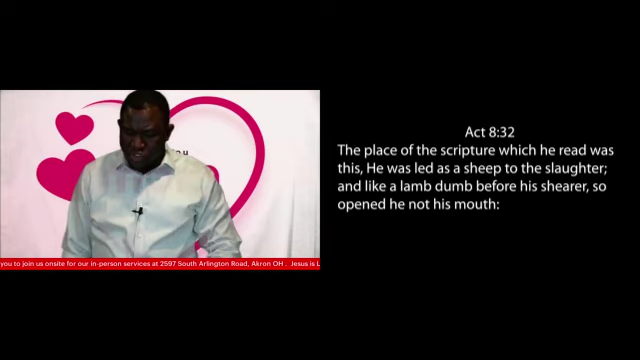 Act 8:32
The place of the scripture which he read was
this, He was led as a sheep to the slaughter;
and like a lamb dumb before his shearer, so
opened he not his mouth:
you to join us onsite for our in-person services at 2597 South Arlington Road, Akron OH . Jesus is L